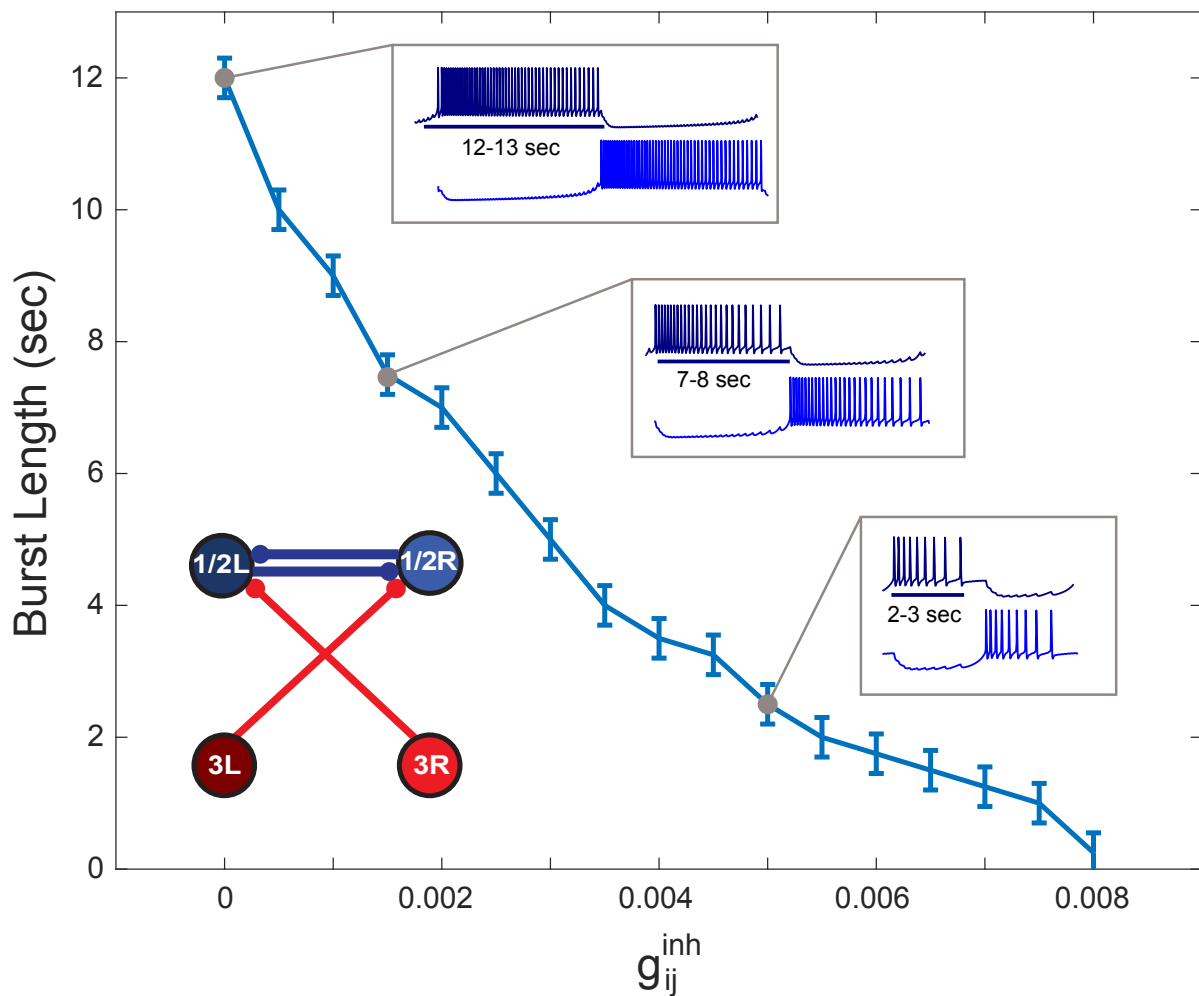 Burst Length (sec)
12
10
8
6
4
2
0
12-13 sec
7-8 sec
2-3 sec
1/2L
1/2R
3L
3R
0
0.002
0.004
0.006
0.008
g_ij^inh